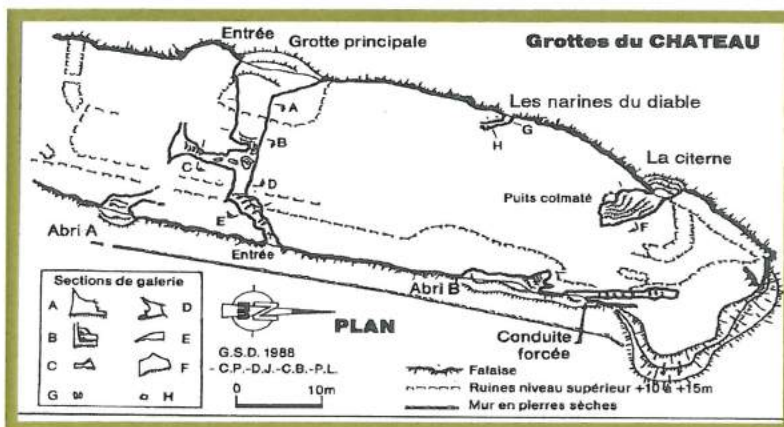 Grottes du CHATEAU
Entrée
Grotte principale
A
Les narines du diable
G
H
B
La citerne
C
Puits colmaté
D
F
E
Abri A
Entrée
Abri B
Sections de galerie
A
D
B
E
C
F
G
H
N
PLAN
Conduite
forcée
G.S.D. 1988
- C.P.-D.J.-C.B.-P.L.
0 10m
Falaise
Ruines niveau supérieur +10 à +15m
Mur en pierres sèches